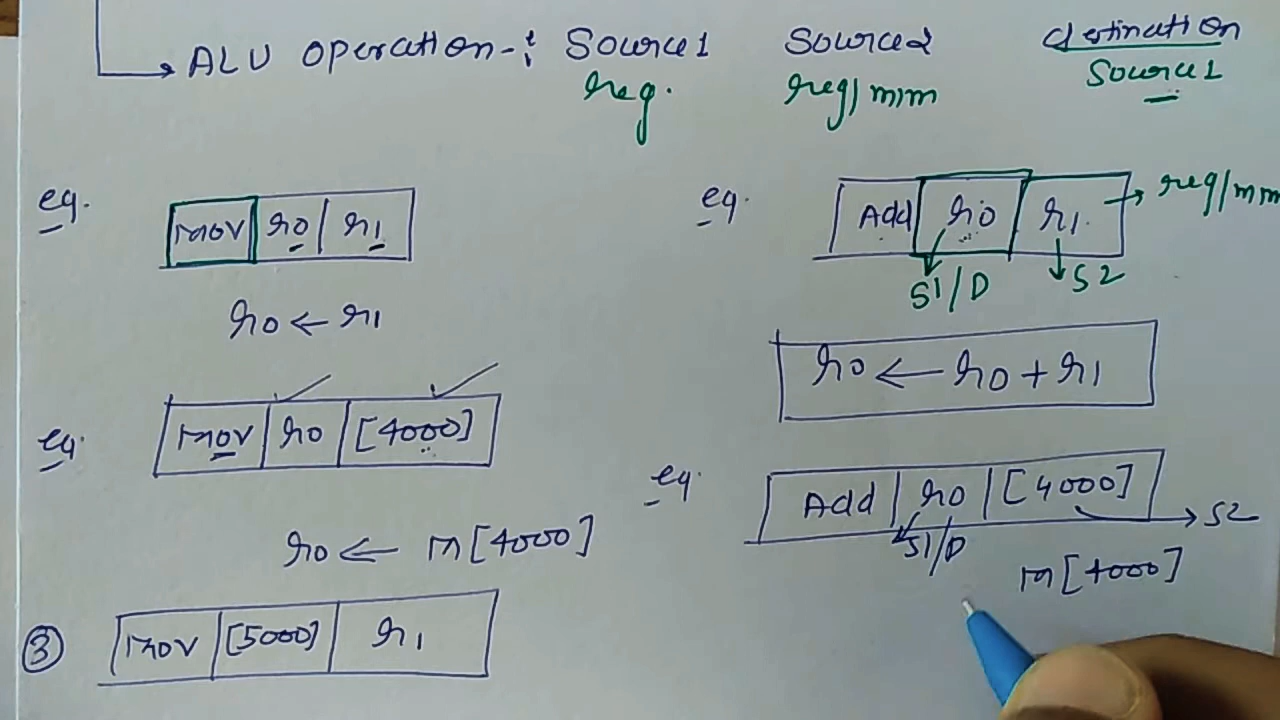 ALU operation-: Source1 Source2 destination
reg. reg/mm Source1
eg. mov r0 r1
r0 ← r1
eg. mov r0 [4000]
r0 ← m[4000]
③ mov [5000] r1
eg. Add r0 r1 → reg/mm
S1/D S2
r0 ← r0 + r1
eg. Add r0 [4000] → S2
S1/D
m[4000]